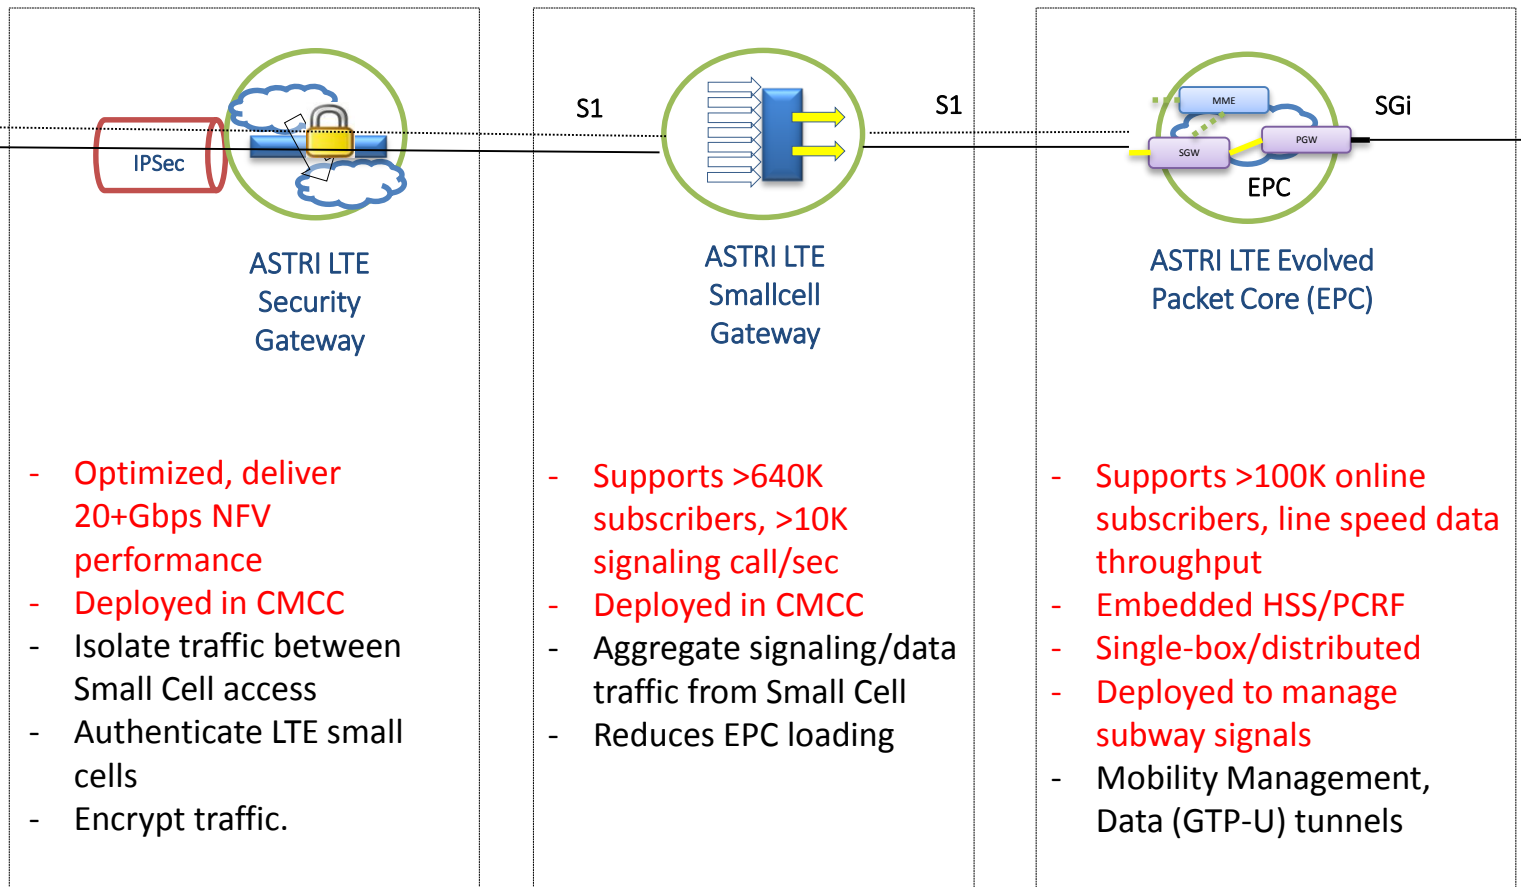 IPSec
ASTRI LTE
Security
Gateway
- Optimized, deliver
20+Gbps NFV
performance
- Deployed in CMCC
- Isolate traffic between
Small Cell access
- Authenticate LTE small
cells
- Encrypt traffic.
S1
S1
ASTRI LTE
Smallcell
Gateway
- Supports >640K
subscribers, >10K
signaling call/sec
- Deployed in CMCC
- Aggregate signaling/data
traffic from Small Cell
- Reduces EPC loading
MME
SGW
PGW
EPC
SGi
ASTRI LTE Evolved
Packet Core (EPC)
- Supports >100K online
subscribers, line speed data
throughput
- Embedded HSS/PCRF
- Single-box/distributed
- Deployed to manage
subway signals
- Mobility Management,
Data (GTP-U) tunnels